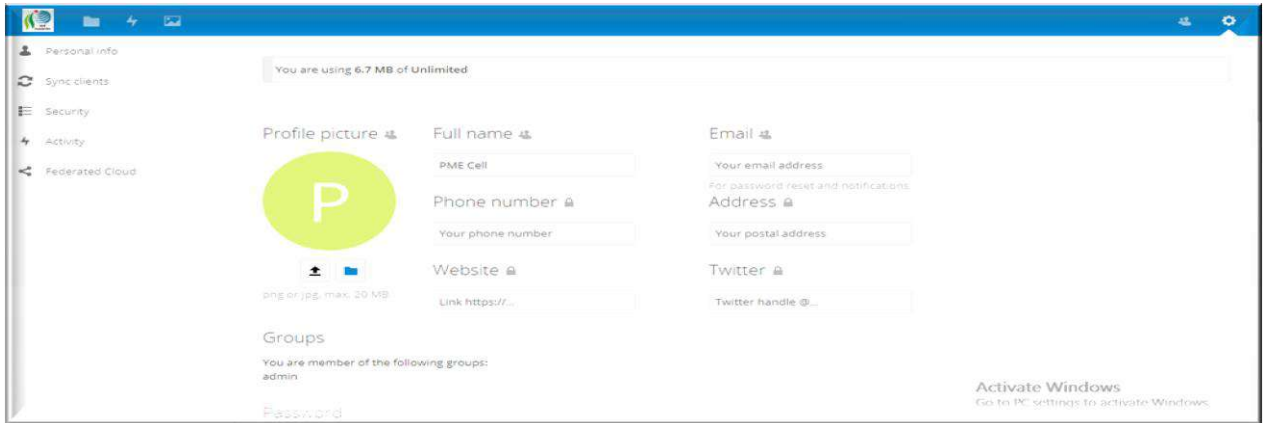 Personal info
Sync clients
Security
Activity
Federated Cloud
You are using 6.7 MB of Unlimited
Profile picture
P
png or jpg, max. 20 MB
Full name
PME Cell
Email
Your email address
For password reset and notifications
Phone number
Your phone number
Address
Your postal address
Website
Link https://...
Twitter
Twitter handle @...
Groups
You are member of the following groups:
admin
Password
Activate Windows
Go to PC settings to activate Windows.